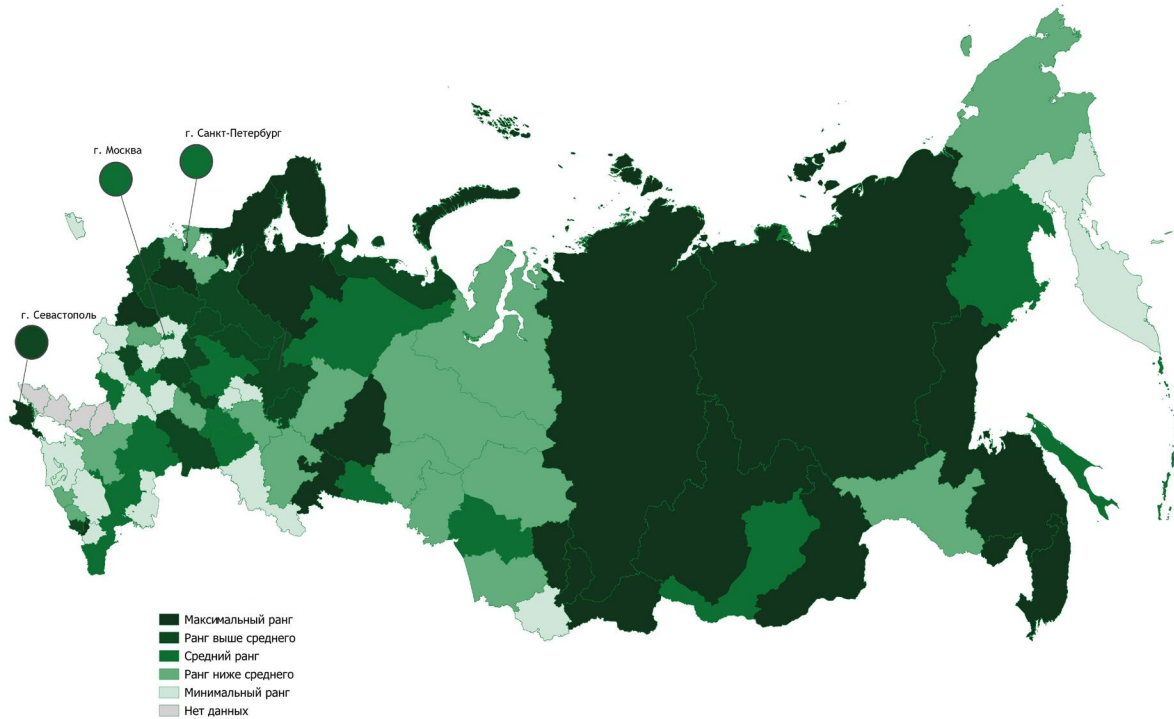 г. Санкт-Петербург
г. Москва
г. Севастополь
Максимальный ранг
Ранг выше среднего
Средний ранг
Ранг ниже среднего
Минимальный ранг
Нет данных